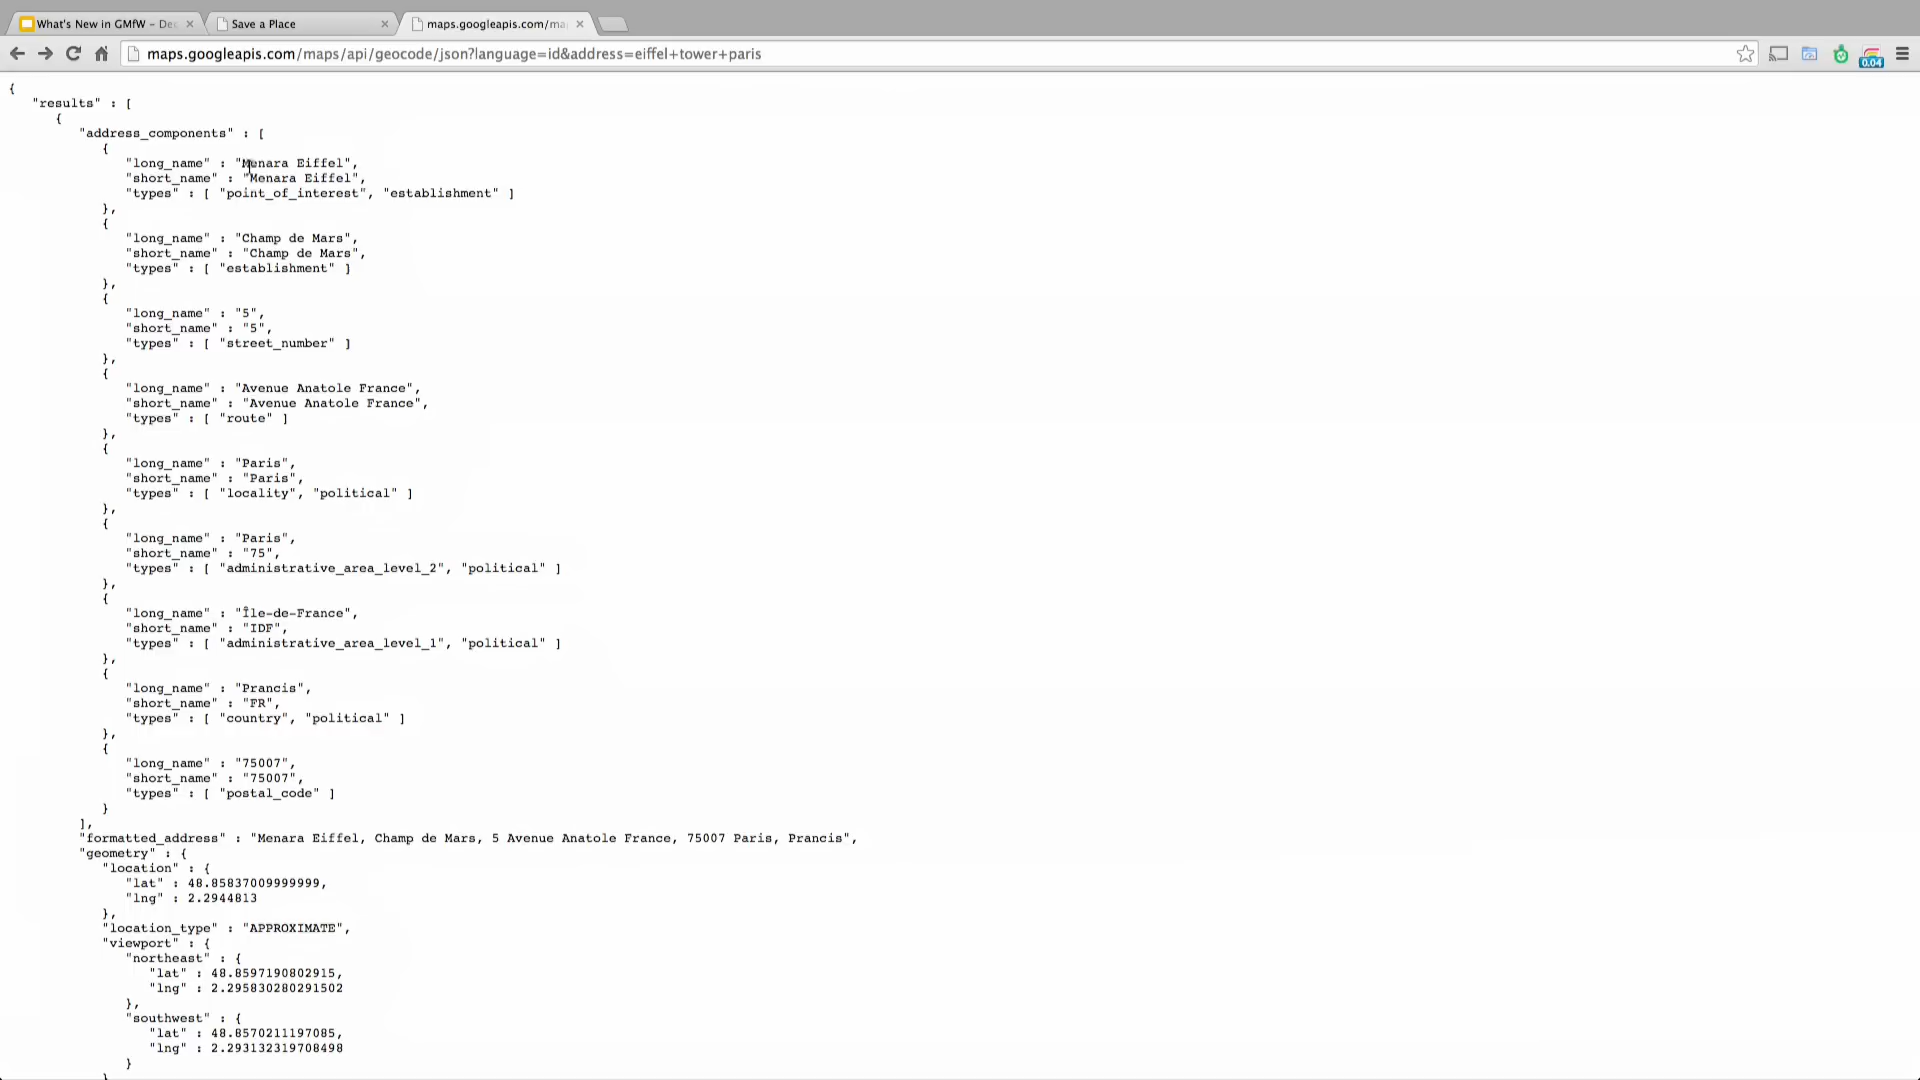 What's New in GMfW – Dec
Save a Place
maps.googleapis.com/ma
maps.googleapis.com/maps/api/geocode/json?language=id&address=eiffel+tower+paris
0.04
{
"results" : [
{
"address_components" : [
{
"long_name" : "Menara Eiffel",
"short_name" : "Menara Eiffel",
"types" : [ "point_of_interest", "establishment" ]
},
{
"long_name" : "Champ de Mars",
"short_name" : "Champ de Mars",
"types" : [ "establishment" ]
},
{
"long_name" : "5",
"short_name" : "5",
"types" : [ "street_number" ]
},
{
"long_name" : "Avenue Anatole France",
"short_name" : "Avenue Anatole France",
"types" : [ "route" ]
},
{
"long_name" : "Paris",
"short_name" : "Paris",
"types" : [ "locality", "political" ]
},
{
"long_name" : "Paris",
"short_name" : "75",
"types" : [ "administrative_area_level_2", "political" ]
},
{
"long_name" : "Île-de-France",
"short_name" : "IDF",
"types" : [ "administrative_area_level_1", "political" ]
},
{
"long_name" : "Prancis",
"short_name" : "FR",
"types" : [ "country", "political" ]
},
{
"long_name" : "75007",
"short_name" : "75007",
"types" : [ "postal_code" ]
}
],
"formatted_address" : "Menara Eiffel, Champ de Mars, 5 Avenue Anatole France, 75007 Paris, Prancis",
"geometry" : {
"location" : {
"lat" : 48.85837009999999,
"lng" : 2.2944813
},
"location_type" : "APPROXIMATE",
"viewport" : {
"northeast" : {
"lat" : 48.8597190802915,
"lng" : 2.295830280291502
},
"southwest" : {
"lat" : 48.8570211197085,
"lng" : 2.293132319708498
}
}